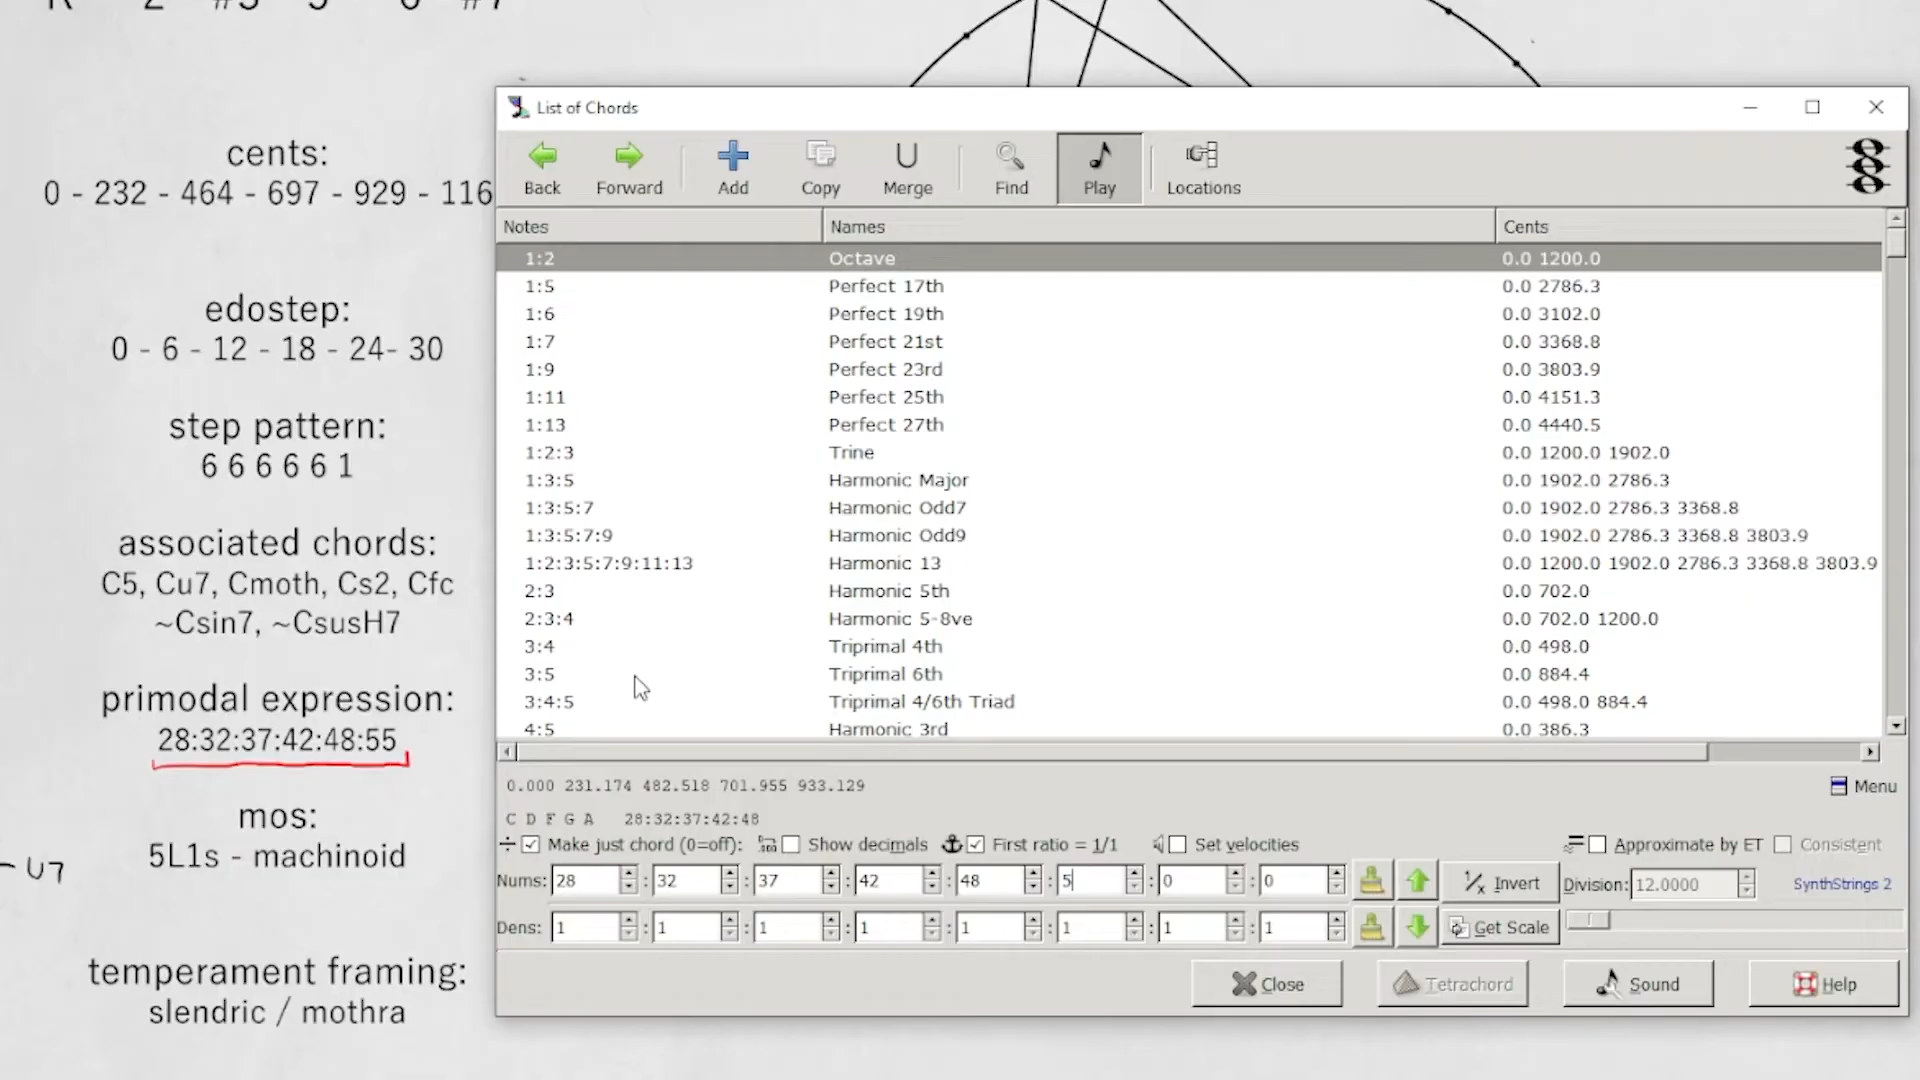 R 2 #3 5 6 #7
cents:
0 - 232 - 464 - 697 - 929 - 116
edostep:
0 - 6 - 12 - 18 - 24- 30
step pattern:
6 6 6 6 6 1
associated chords:
C5, Cu7, Cmoth, Cs2, Cfc
~Csin7, ~CsusH7
primodal expression:
28:32:37:42:48:55
mos:
5L1s - machinoid
U7
temperament framing:
slendric / mothra
List of Chords
Back Forward Add Copy Merge Find Play Locations
Notes Names Cents
1:2 Octave 0.0 1200.0
1:5 Perfect 17th 0.0 2786.3
1:6 Perfect 19th 0.0 3102.0
1:7 Perfect 21st 0.0 3368.8
1:9 Perfect 23rd 0.0 3803.9
1:11 Perfect 25th 0.0 4151.3
1:13 Perfect 27th 0.0 4440.5
1:2:3 Trine 0.0 1200.0 1902.0
1:3:5 Harmonic Major 0.0 1902.0 2786.3
1:3:5:7 Harmonic Odd7 0.0 1902.0 2786.3 3368.8
1:3:5:7:9 Harmonic Odd9 0.0 1902.0 2786.3 3368.8 3803.9
1:2:3:5:7:9:11:13 Harmonic 13 0.0 1200.0 1902.0 2786.3 3368.8 3803.9
2:3 Harmonic 5th 0.0 702.0
2:3:4 Harmonic 5-8ve 0.0 702.0 1200.0
3:4 Triprimal 4th 0.0 498.0
3:5 Triprimal 6th 0.0 884.4
3:4:5 Triprimal 4/6th Triad 0.0 498.0 884.4
4:5 Harmonic 3rd 0.0 386.3
0.000 231.174 482.518 701.955 933.129
Menu
C D F G A 28:32:37:42:48
Make just chord (0=off): Show decimals First ratio = 1/1 Set velocities Approximate by ET Consistent
Nums: 28 : 32 : 37 : 42 : 48 : 5 : 0 : 0 1/x Invert Division: 12.0000 SynthStrings 2
Dens: 1 : 1 : 1 : 1 : 1 : 1 : 1 : 1 Get Scale
Close Tetrachord Sound Help